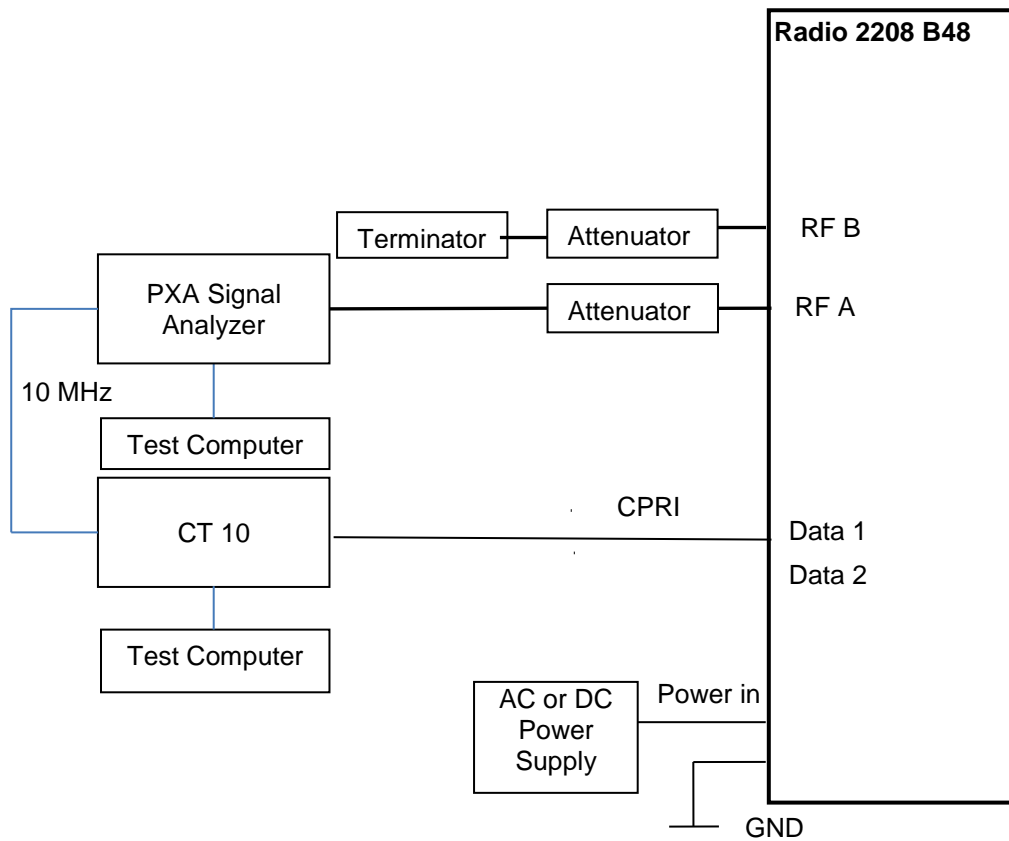 Radio 2208 B48
RF B
Terminator
Attenuator
PXA Signal
Analyzer
Attenuator
RF A
10 MHz
Test Computer
CPRI
CT 10
Data 1
Data 2
Test Computer
AC or DC
Power
Supply
Power in
GND